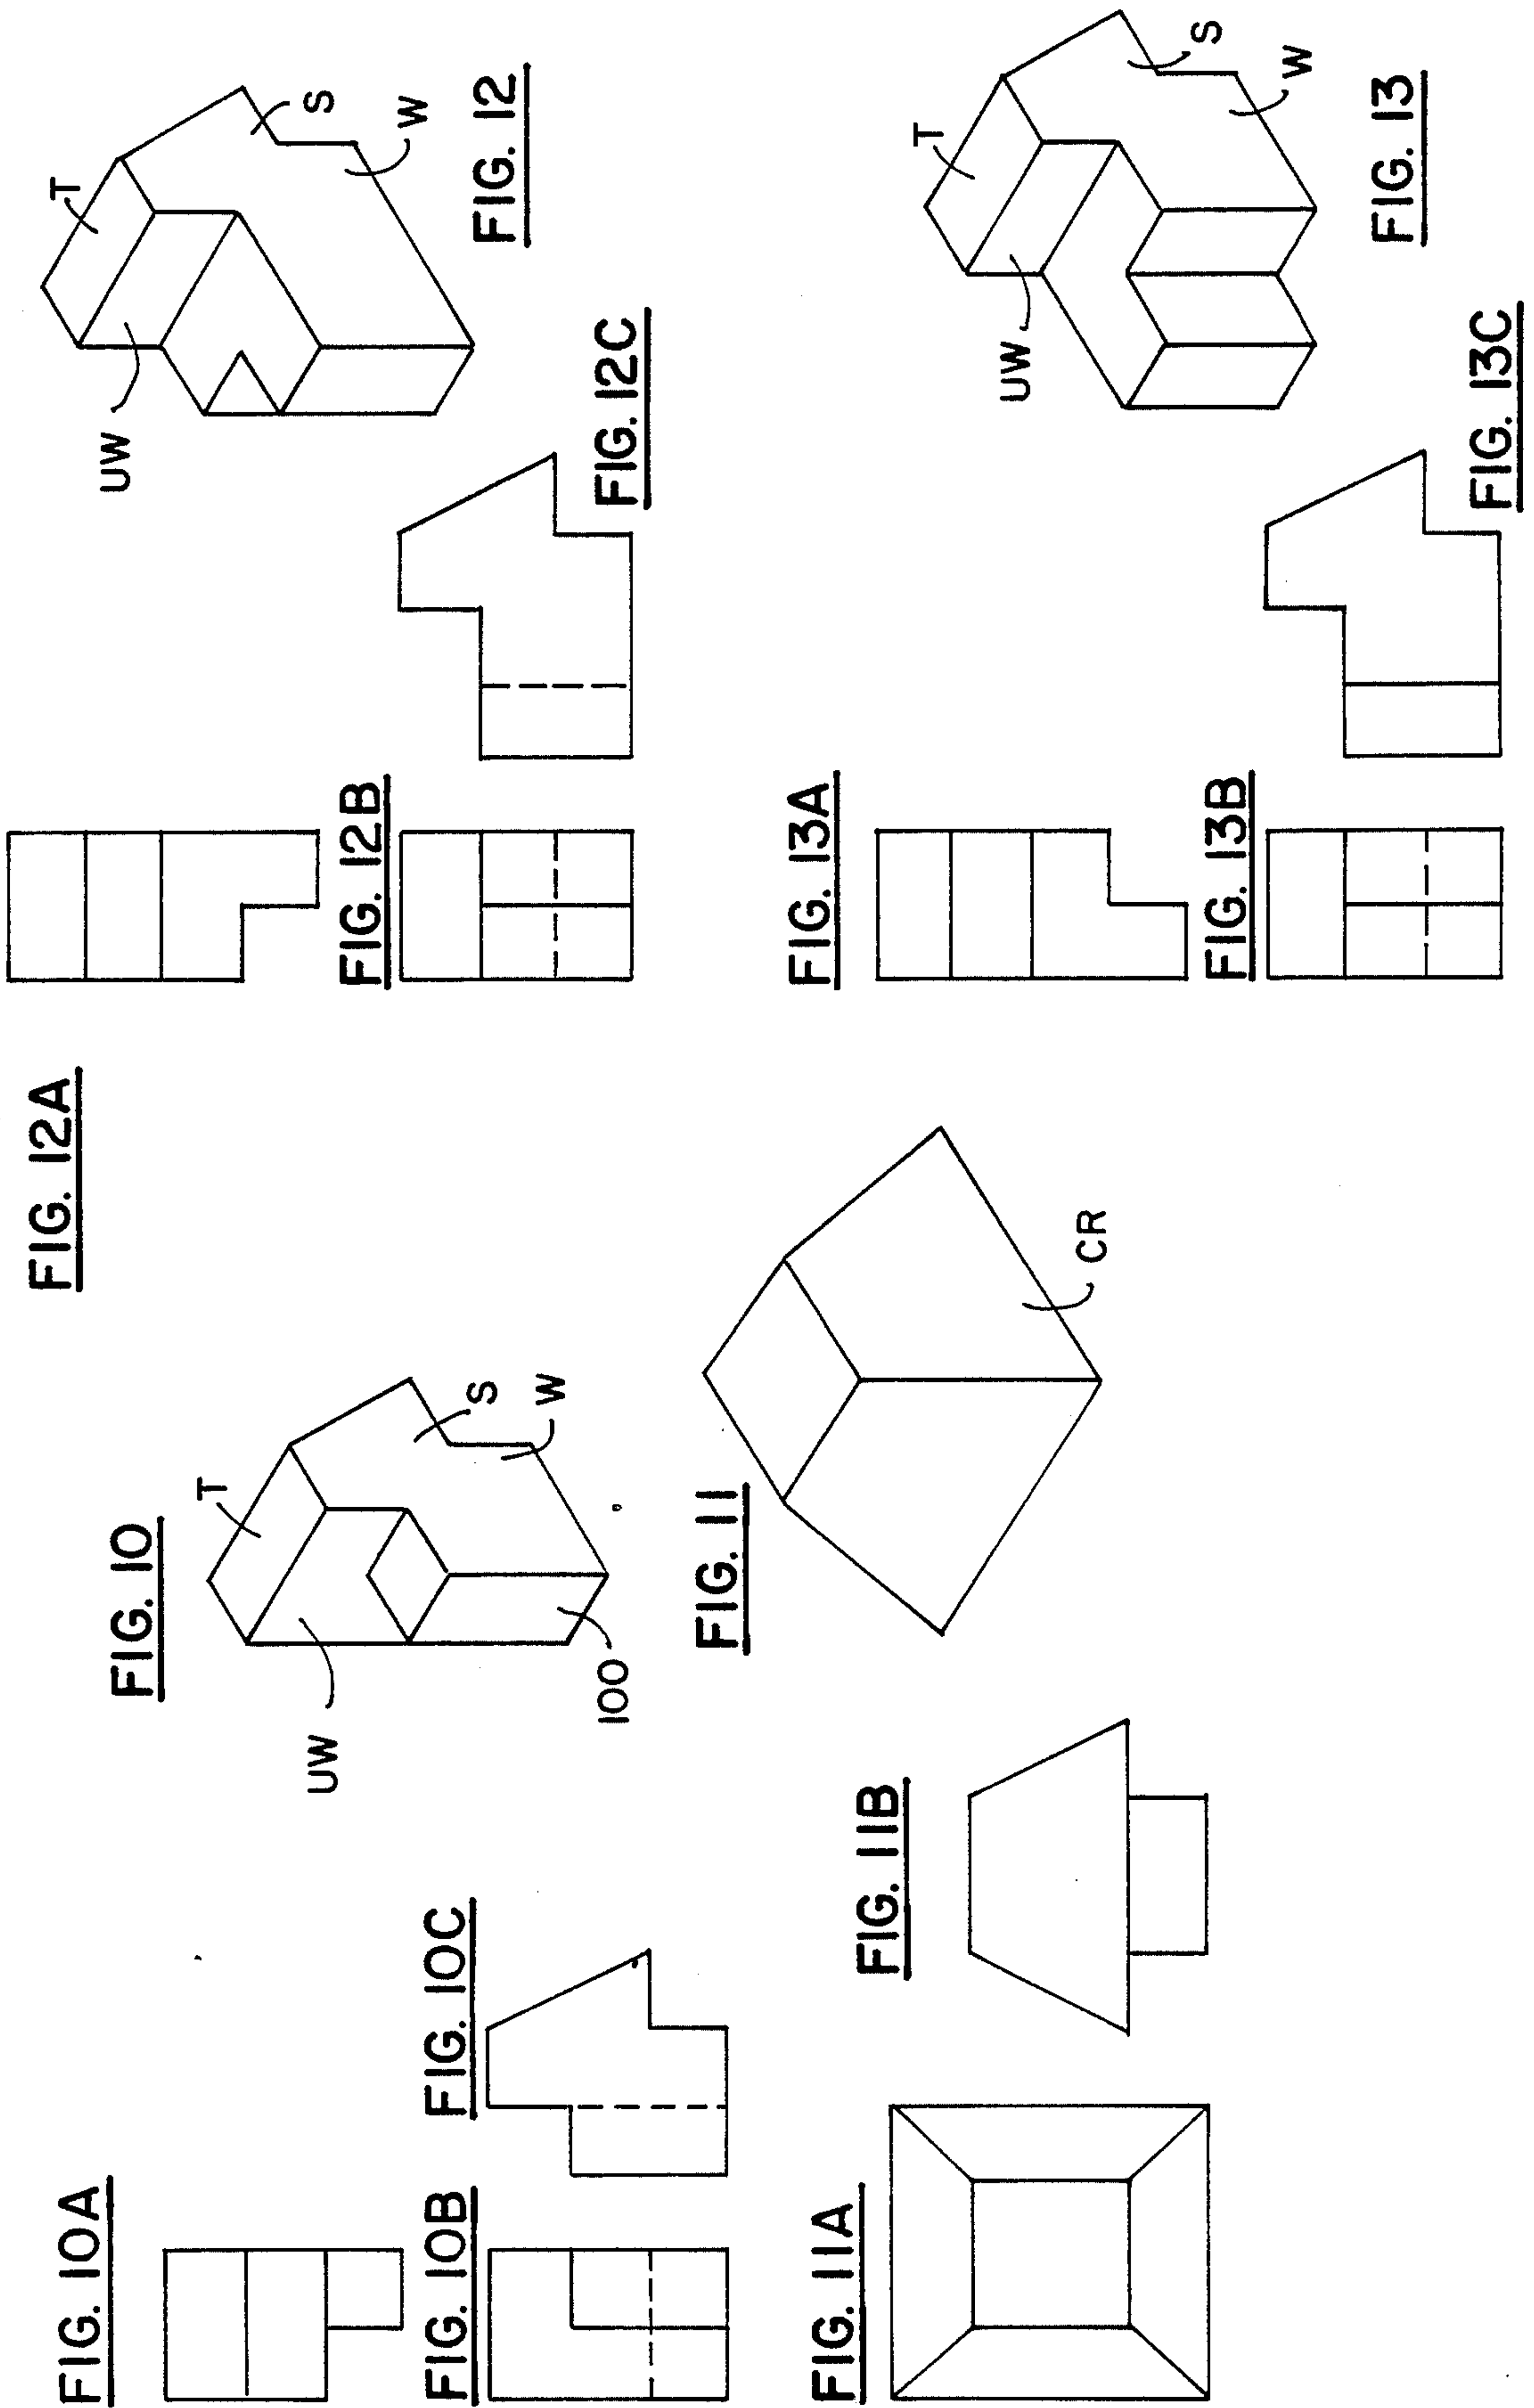 FIG. 10A
FIG. 10
T
S
W
UW
100
FIG. 10B
FIG. 10C
FIG. 11A
FIG. 11B
FIG. 11
CR
FIG. 12A
FIG. 12
T
S
W
UW
FIG. 12B
FIG. 12C
FIG. 13A
FIG. 13
T
S
W
UW
FIG. 13B
FIG. 13C